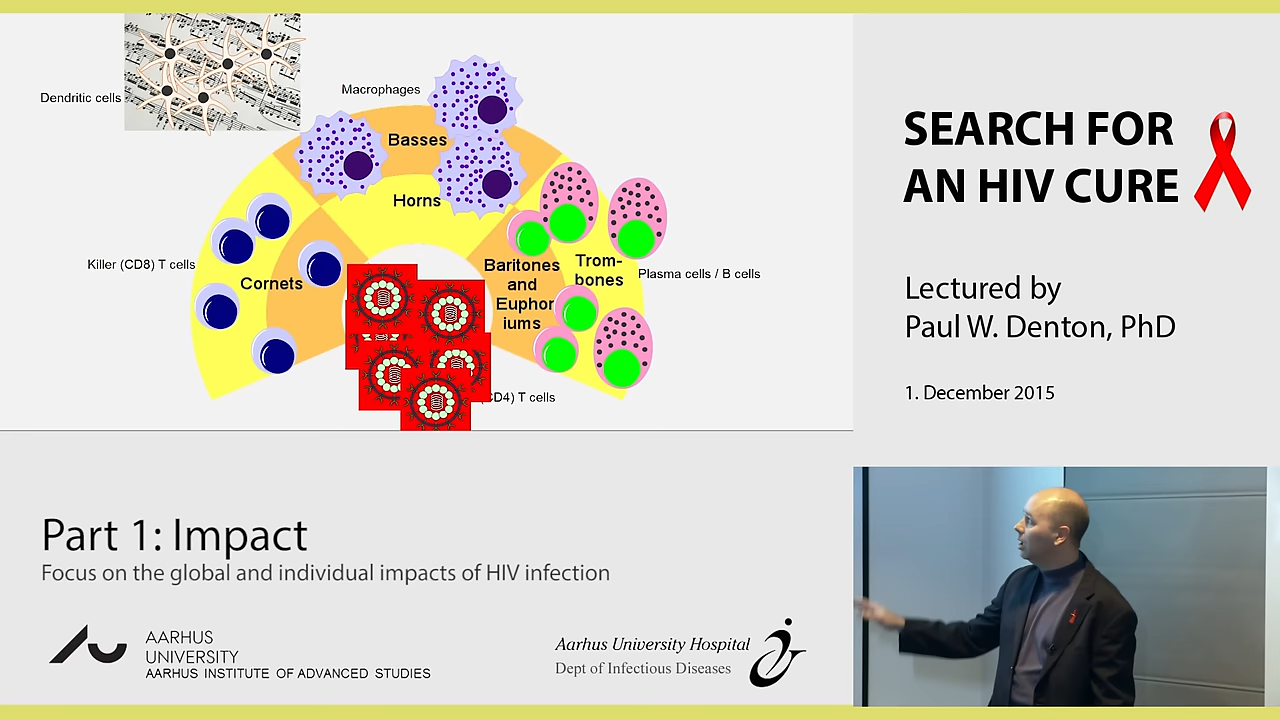 Dendritic cells
Macrophages
Basses
Horns
Killer (CD8) T cells
Cornets
Baritones
and
Euphor
iums
Trom-
bones
Plasma cells / B cells
CD4) T cells
SEARCH FOR
AN HIV CURE
Lectured by
Paul W. Denton, PhD
1. December 2015
Part 1: Impact
Focus on the global and individual impacts of HIV infection
AARHUS
UNIVERSITY
AARHUS INSTITUTE OF ADVANCED STUDIES
Aarhus University Hospital
Dept of Infectious Diseases